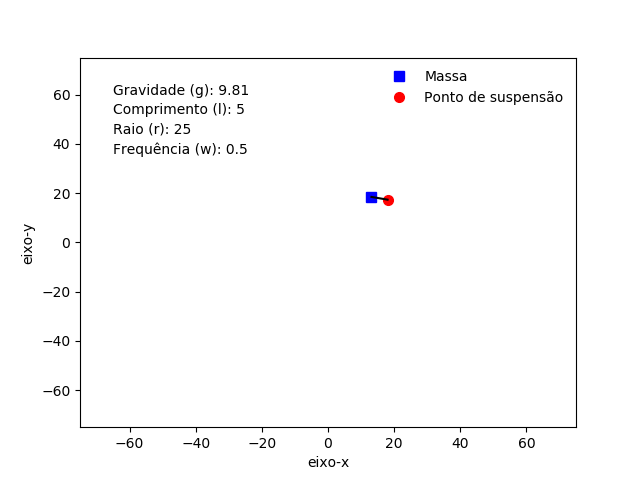 Massa
Ponto de suspensão
Gravidade (g): 9.81
Comprimento (l): 5
Raio (r): 25
Frequência (w): 0.5
60
40
20
0
−20
−40
−60
eixo-y
−60
−40
−20
0
20
40
60
eixo-x